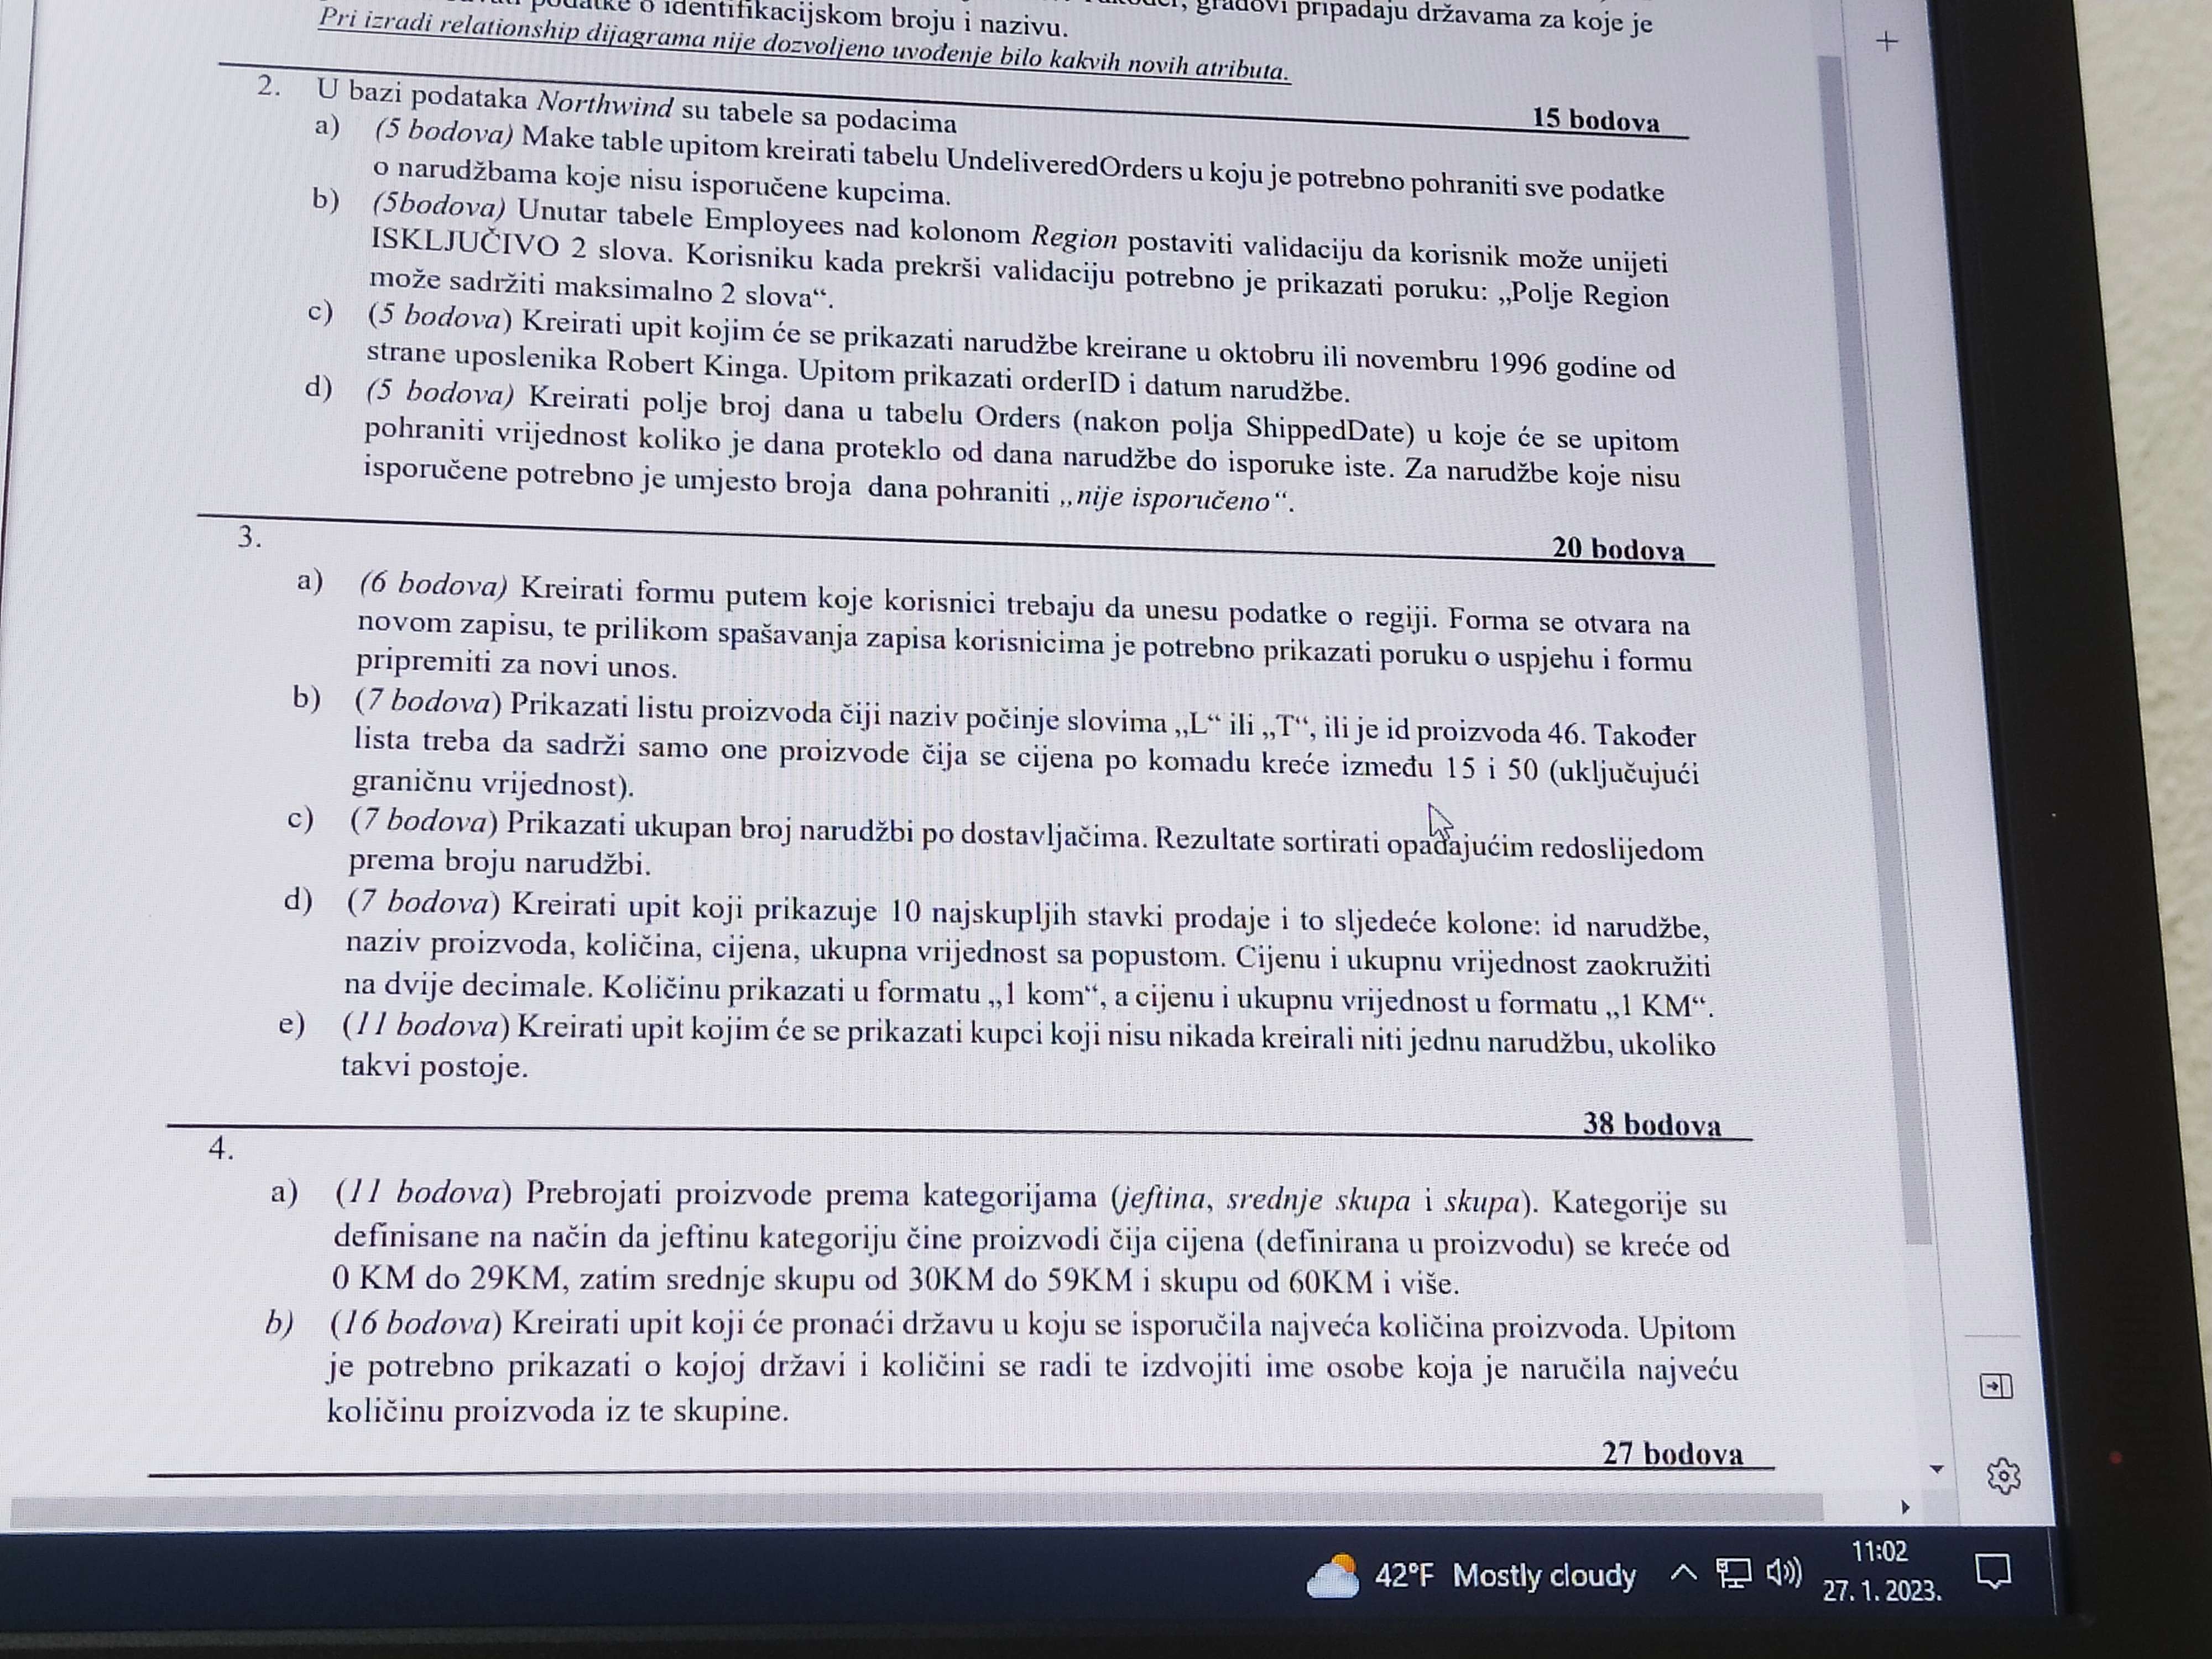 podatke o identifikacijskom broju i nazivu. gradovi pripadaju državama za koje je
Pri izradi relationship dijagrama nije dozvoljeno uvođenje bilo kakvih novih atributa.
15 bodova
2. U bazi podataka Northwind su tabele sa podacima
a) (5 bodova) Make table upitom kreirati tabelu UndeliveredOrders u koju je potrebno pohraniti sve podatke
o narudžbama koje nisu isporučene kupcima.
b) (5bodova) Unutar tabele Employees nad kolonom Region postaviti validaciju da korisnik može unijeti
ISKLJUČIVO 2 slova. Korisniku kada prekrši validaciju potrebno je prikazati poruku: „Polje Region
može sadržiti maksimalno 2 slova“.
c) (5 bodova) Kreirati upit kojim će se prikazati narudžbe kreirane u oktobru ili novembru 1996 godine od
strane uposlenika Robert Kinga. Upitom prikazati orderID i datum narudžbe.
d) (5 bodova) Kreirati polje broj dana u tabelu Orders (nakon polja ShippedDate) u koje će se upitom
pohraniti vrijednost koliko je dana proteklo od dana narudžbe do isporuke iste. Za narudžbe koje nisu
isporučene potrebno je umjesto broja dana pohraniti „nije isporučeno“.
20 bodova
3.
a) (6 bodova) Kreirati formu putem koje korisnici trebaju da unesu podatke o regiji. Forma se otvara na
novom zapisu, te prilikom spašavanja zapisa korisnicima je potrebno prikazati poruku o uspjehu i formu
pripremiti za novi unos.
b) (7 bodova) Prikazati listu proizvoda čiji naziv počinje slovima „L“ ili „T“, ili je id proizvoda 46. Također
lista treba da sadrži samo one proizvode čija se cijena po komadu kreće između 15 i 50 (uključujući
graničnu vrijednost).
c) (7 bodova) Prikazati ukupan broj narudžbi po dostavljačima. Rezultate sortirati opadajućim redoslijedom
prema broju narudžbi.
d) (7 bodova) Kreirati upit koji prikazuje 10 najskupljih stavki prodaje i to sljedeće kolone: id narudžbe,
naziv proizvoda, količina, cijena, ukupna vrijednost sa popustom. Cijenu i ukupnu vrijednost zaokružiti
na dvije decimale. Količinu prikazati u formatu „1 kom“, a cijenu i ukupnu vrijednost u formatu „1 KM“.
e) (11 bodova) Kreirati upit kojim će se prikazati kupci koji nisu nikada kreirali niti jednu narudžbu, ukoliko
takvi postoje.
38 bodova
4.
a) (11 bodova) Prebrojati proizvode prema kategorijama (jeftina, srednje skupa i skupa). Kategorije su
definisane na način da jeftinu kategoriju čine proizvodi čija cijena (definirana u proizvodu) se kreće od
0 KM do 29KM, zatim srednje skupu od 30KM do 59KM i skupu od 60KM i više.
b) (16 bodova) Kreirati upit koji će pronaći državu u koju se isporučila najveća količina proizvoda. Upitom
je potrebno prikazati o kojoj državi i količini se radi te izdvojiti ime osobe koja je naručila najveću
količinu proizvoda iz te skupine.
27 bodova
42°F Mostly cloudy
11:02
27. 1. 2023.